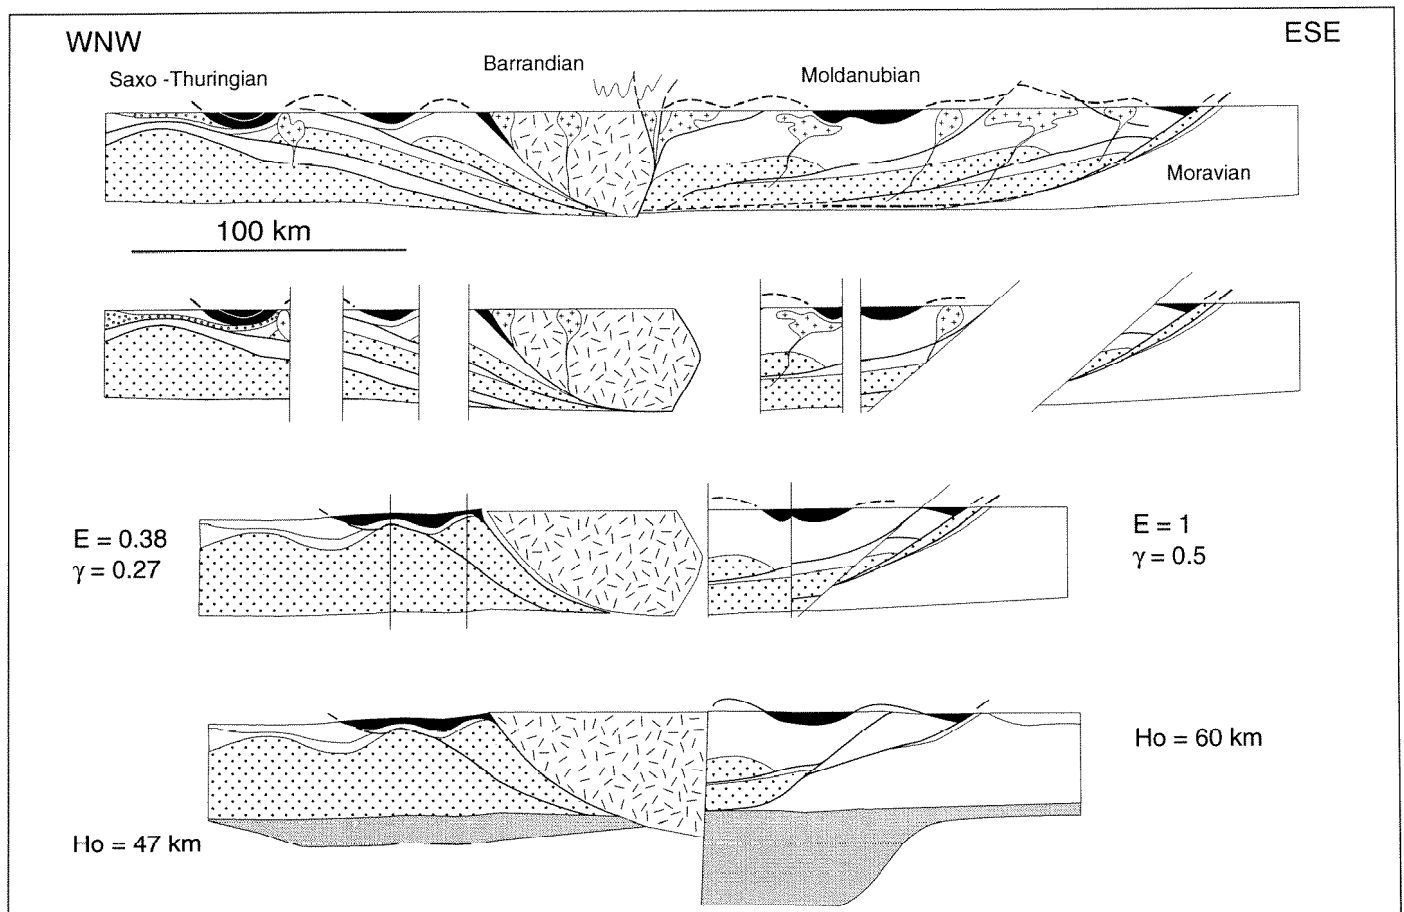 WNW
ESE
Saxo -Thuringian
Barrandian
Moldanubian
Moravian
100 km
E = 0.38
γ = 0.27
E = 1
γ = 0.5
Ho = 60 km
Ho = 47 km